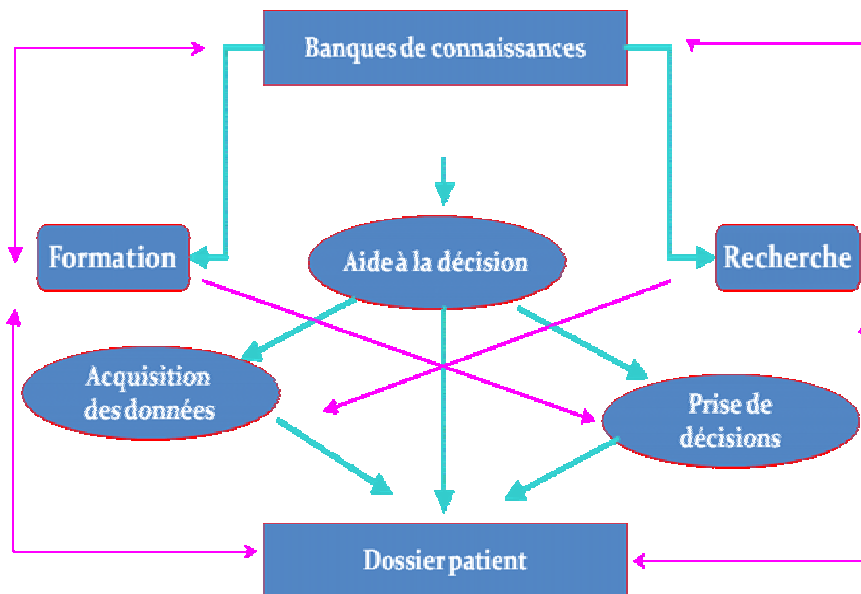 Banques de connaissances
Formation
Aide à la décision
Recherche
Acquisition
des données
Prise de
décisions
Dossier patient